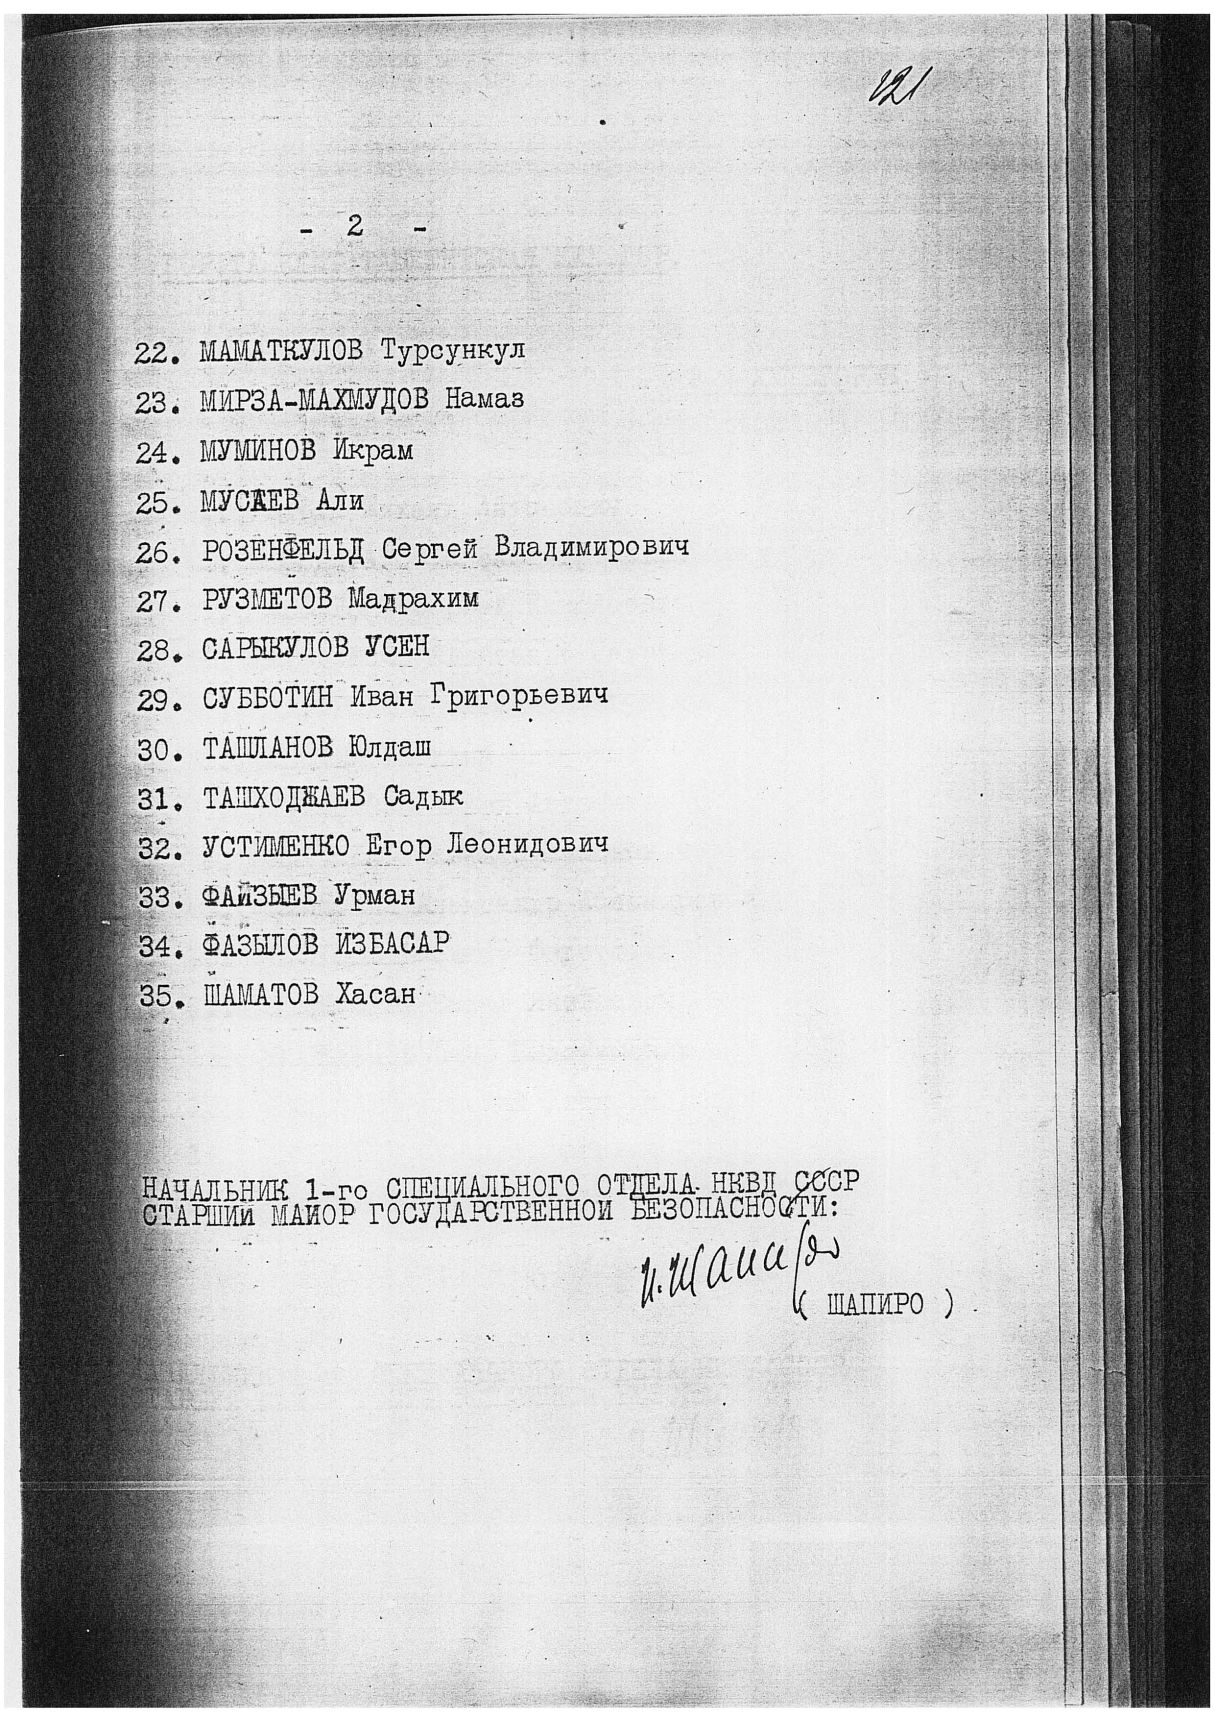 121
- 2 -
22. МАМАТКУЛОВ Турсункул
23. МИРЗА-МАХМУДОВ Намаз
24. МУМИНОВ Икрам
25. МУСАЕВ Али
26. РОЗЕНФЕЛЬД Сергей Владимирович
27. РУЗМЕТОВ Мадрахим
28. САРЫКУЛОВ УСЕН
29. СУББОТИН Иван Григорьевич
30. ТАШЛАНОВ Юлдаш
31. ТАШХОДЖАЕВ Садык
32. УСТИМЕНКО Егор Леонидович
33. ФАЙЗЫЕВ Урман
34. ФАЗЫЛОВ ИЗБАСАР
35. ШАМАТОВ Хасан
НАЧАЛЬНИК 1-го СПЕЦИАЛЬНОГО ОТДЕЛА НКВД СССР
СТАРШИЙ МАЙОР ГОСУДАРСТВЕННОЙ БЕЗОПАСНОСТИ:
И. Шапиро
( ШАПИРО )